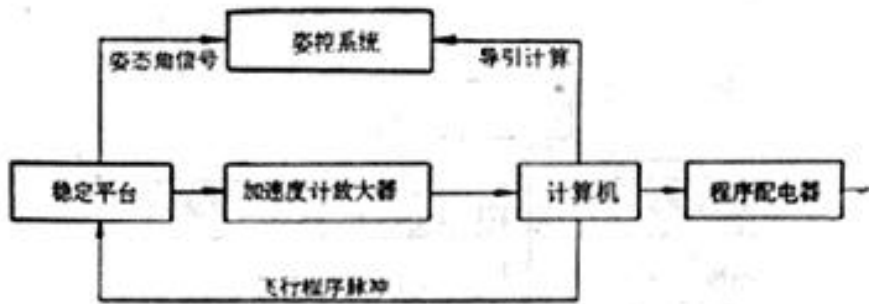 姿控系统
姿态角信号
导引计算
稳定平台
加速度计放大器
计算机
程序配电器
飞行程序脉冲